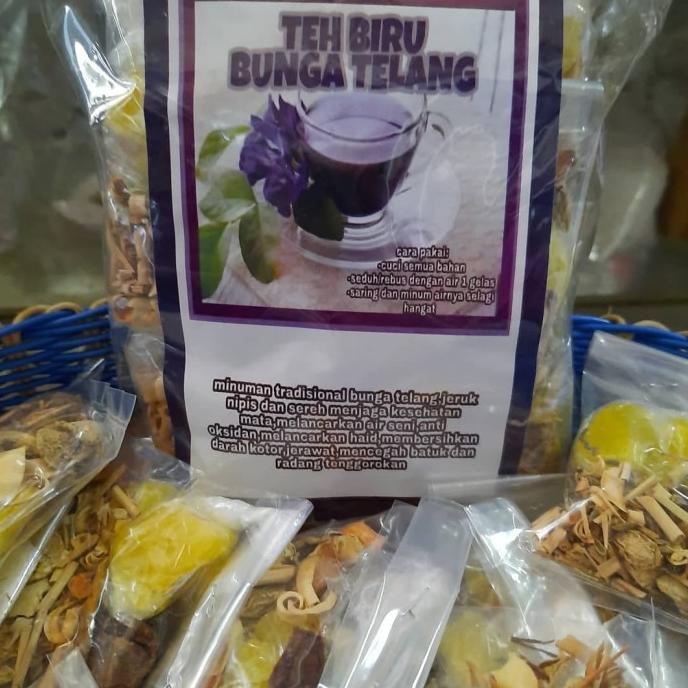 TEH BIRU
BUNGA TELANG
cara pakai:
-cuci semua bahan
-seduh/rebus dengan air 1 gelas
-saring dan minum airnya selagi
hangat
minuman tradisional bunga telang,jeruk
nipis dan sereh menjaga kesehatan
mata,melancarkan air seni,anti
oksidan,melancarkan haid,membersihkan
darah kotor,jerawat,mencegah batuk dan
radang tenggorokan